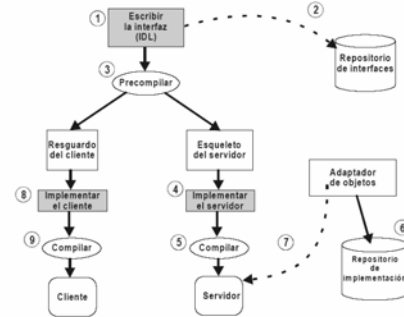 1
Escribir
la interfaz
(IDL)
2
Repositorio
de interfaces
3
Precompilar
Resguardo
del cliente
Esqueleto
del servidor
Adaptador
de objetos
8
Implementar
el cliente
4
Implementar
el servidor
9
Compilar
5
Compilar
7
6
Repositorio
de
implementación
Cliente
Servidor